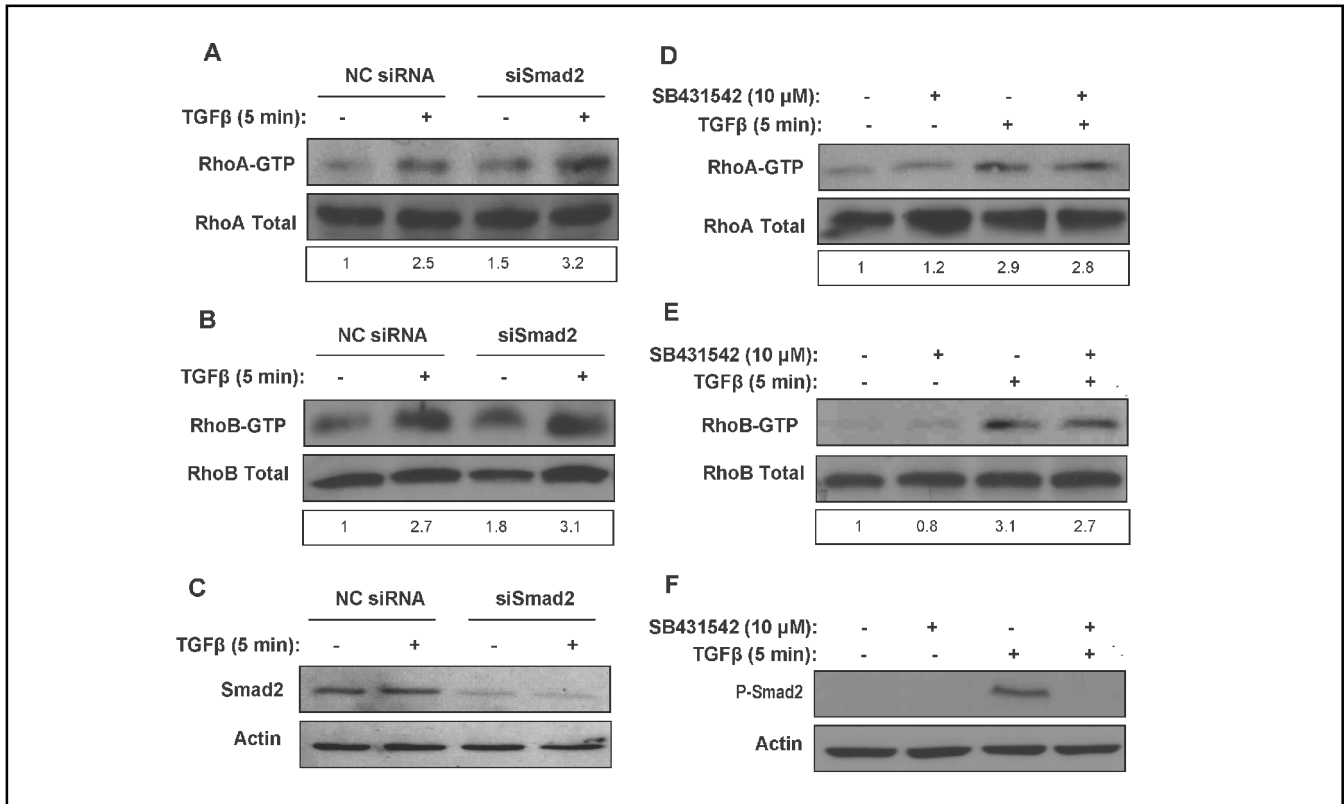 A
NC siRNA siSmad2
TGFβ (5 min): - + - +
RhoA-GTP
RhoA Total
1 2.5 1.5 3.2
B
NC siRNA siSmad2
TGFβ (5 min): - + - +
RhoB-GTP
RhoB Total
1 2.7 1.8 3.1
C
NC siRNA siSmad2
TGFβ (5 min): - + - +
Smad2
Actin
D
SB431542 (10 µM): - + - +
TGFβ (5 min): - - + +
RhoA-GTP
RhoA Total
1 1.2 2.9 2.8
E
SB431542 (10 µM): - + - +
TGFβ (5 min): - - + +
RhoB-GTP
RhoB Total
1 0.8 3.1 2.7
F
SB431542 (10 µM): - + - +
TGFβ (5 min): - - + +
P-Smad2
Actin